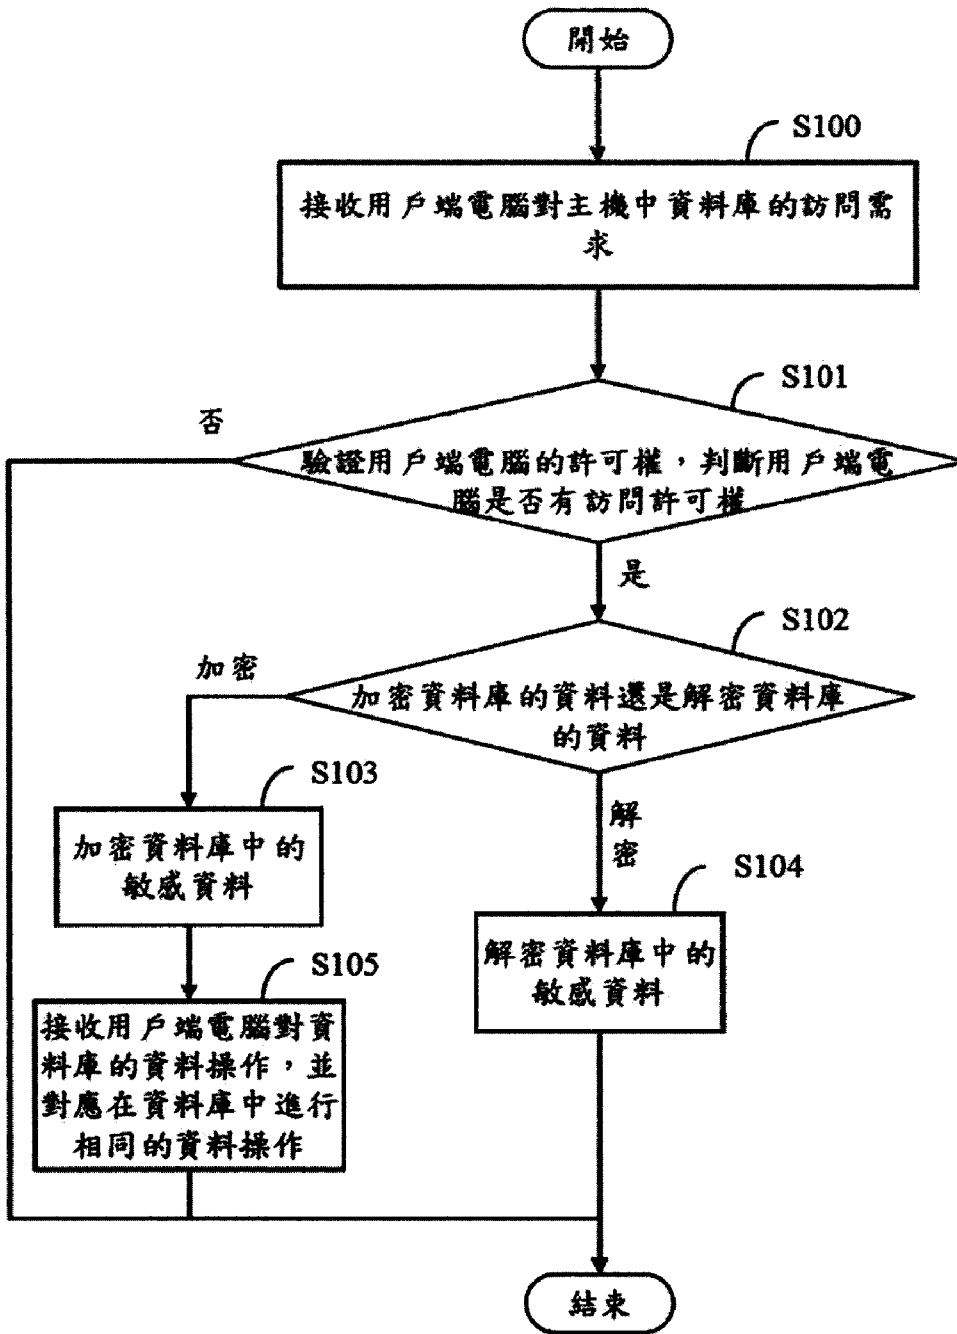 開始
S100
接收用戶端電腦對主機中資料庫的訪問需
求
S101
否
驗證用戶端電腦的許可權，判斷用戶端電
腦是否有訪問許可權
是
S102
加密
加密資料庫的資料還是解密資料庫
的資料
S103
解
密
加密資料庫中的
敏感資料
S104
解密資料庫中的
敏感資料
S105
接收用戶端電腦對資
料庫的資料操作，並
對應在資料庫中進行
相同的資料操作
結束